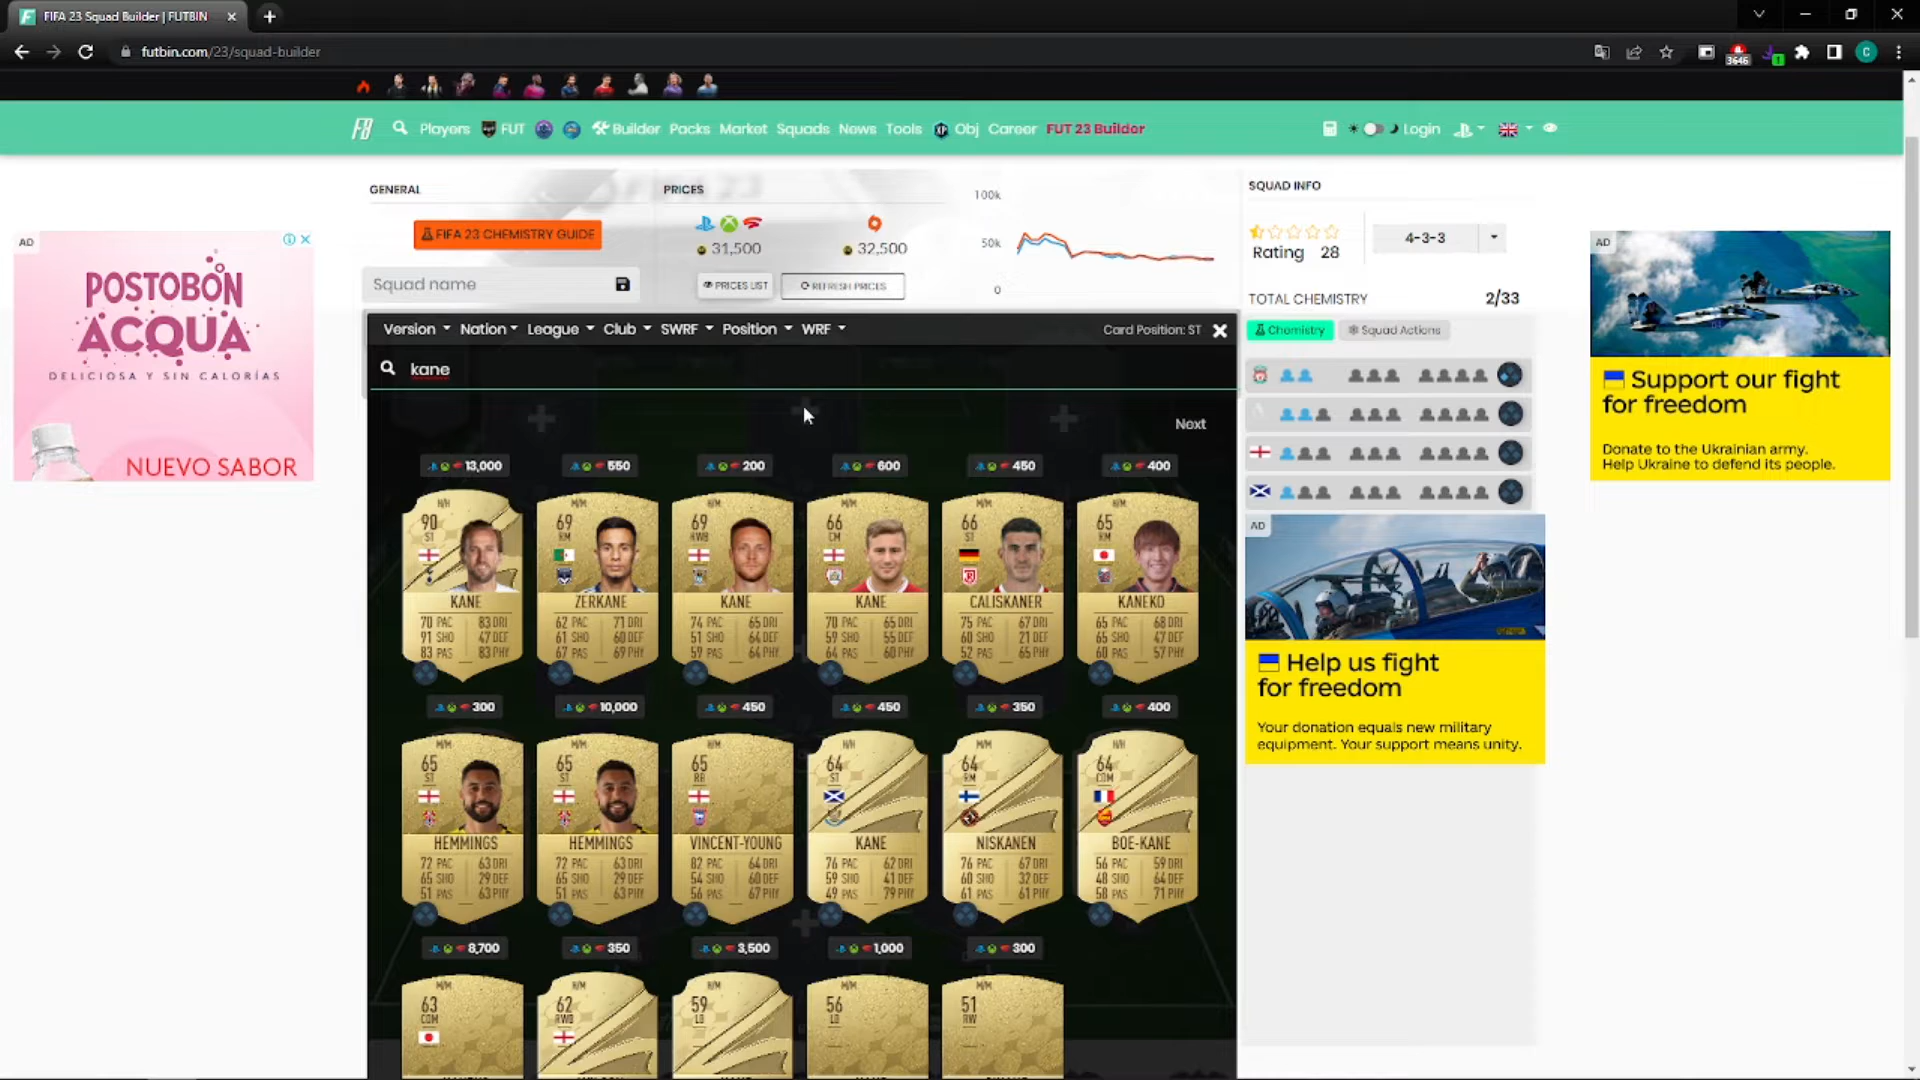 FIFA 23 Squad Builder | FUTBIN
futbin.com/23/squad-builder
3646
1
C
FB
Players
FUT
Builder
Packs
Market
Squads
News
Tools
Obj
Career
FUT 23 Builder
Login
GENERAL
FIFA 23 CHEMISTRY GUIDE
Squad name
PRICES
31,500
32,500
PRICES LIST
REFRESH PRICES
100k
50k
0
SQUAD INFO
Rating 28
4-3-3
TOTAL CHEMISTRY
2/33
Chemistry
Squad Actions
Version
Nation
League
Club
SWRF
Position
WRF
Card Position: ST
kane
Next
13,000
550
200
600
450
400
H/H
90
ST
KANE
70 PAC 83 DRI
91 SHO 47 DEF
83 PAS 83 PHY
M/M
69
RM
ZERKANE
62 PAC 71 DRI
61 SHO 60 DEF
67 PAS 69 PHY
H/M
69
RWB
KANE
74 PAC 65 DRI
51 SHO 64 DEF
59 PAS 64 PHY
M/M
66
CM
KANE
70 PAC 65 DRI
59 SHO 55 DEF
64 PAS 60 PHY
M/M
66
ST
CALISKANER
75 PAC 67 DRI
60 SHO 21 DEF
52 PAS 65 PHY
M/M
65
RM
KANEKO
65 PAC 68 DRI
65 SHO 47 DEF
60 PAS 57 PHY
300
10,000
450
450
350
400
M/M
65
ST
HEMMINGS
72 PAC 63 DRI
65 SHO 29 DEF
51 PAS 63 PHY
M/M
65
ST
HEMMINGS
72 PAC 63 DRI
65 SHO 29 DEF
51 PAS 63 PHY
H/M
65
RB
VINCENT-YOUNG
82 PAC 64 DRI
54 SHO 60 DEF
56 PAS 67 PHY
H/H
64
ST
KANE
76 PAC 62 DRI
59 SHO 41 DEF
49 PAS 79 PHY
M/M
64
RM
NISKANEN
76 PAC 67 DRI
60 SHO 32 DEF
61 PAS 61 PHY
H/H
64
CDM
BOE-KANE
56 PAC 59 DRI
48 SHO 64 DEF
58 PAS 71 PHY
8,700
350
3,500
1,000
300
M/M
63
CDM
H/M
62
RWB
H/M
59
M/M
56
M/M
51
RW
AD
POSTOBÓN
ACQUA
DELICIOSA Y SIN CALORÍAS
NUEVO SABOR
AD
Support our fight
for freedom
Donate to the Ukrainian army.
Help Ukraine to defend its people.
AD
Help us fight
for freedom
Your donation equals new military
equipment. Your support means unity.